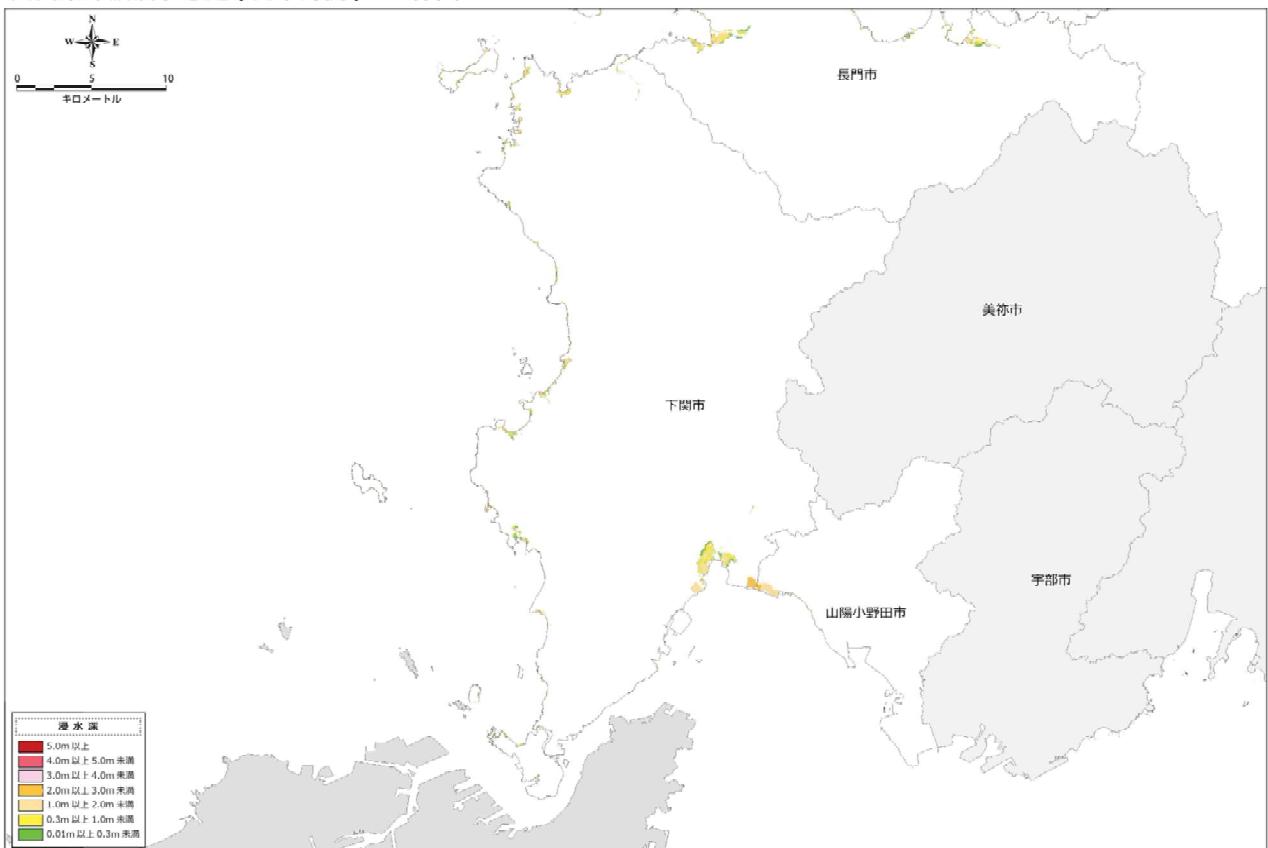 N
W E
S
0 5 10
キロメートル
長門市
美祢市
下関市
宇部市
山陽小野田市
浸水深
5.0m 以上
4.0m 以上 5.0m 未満
3.0m 以上 4.0m 未満
2.0m 以上 3.0m 未満
1.0m 以上 2.0m 未満
0.3m 以上 1.0m 未満
0.01m 以上 0.3m 未満